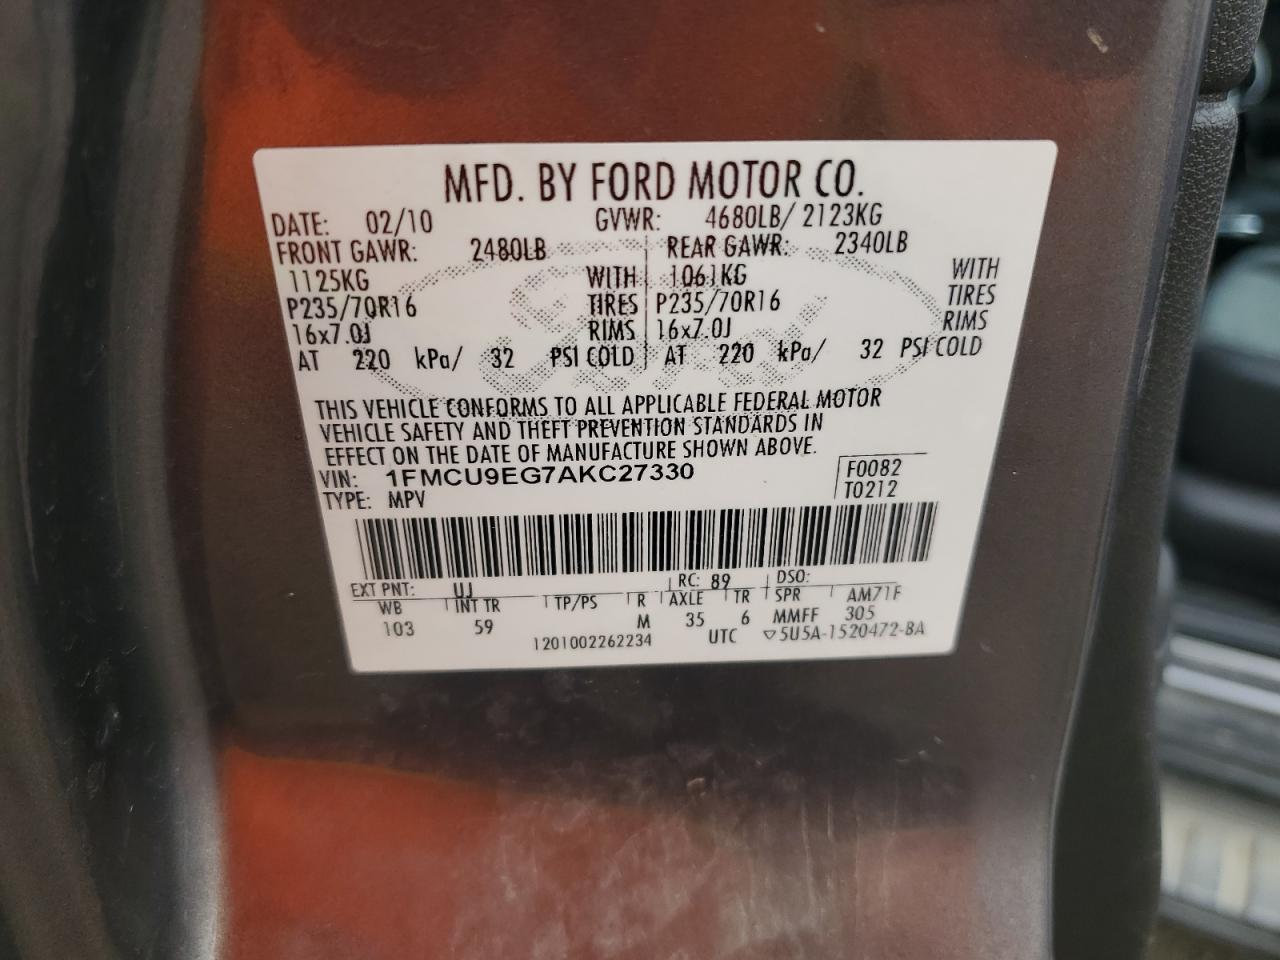 MFD. BY FORD MOTOR CO.
DATE: 02/10 GVWR: 4680LB/ 2123KG
FRONT GAWR: 2480LB REAR GAWR: 2340LB
1125KG WITH 1061KG WITH
P235/70R16 TIRES P235/70R16 TIRES
16x7.0J RIMS 16x7.0J RIMS
AT 220 kPa/ 32 PSI COLD AT 220 kPa/ 32 PSI COLD
THIS VEHICLE CONFORMS TO ALL APPLICABLE FEDERAL MOTOR
VEHICLE SAFETY AND THEFT PREVENTION STANDARDS IN
EFFECT ON THE DATE OF MANUFACTURE SHOWN ABOVE.
VIN: 1FMCU9EG7AKC27330 F0082
TYPE: MPV T0212
EXT PNT: UJ RC: 89 DSO:
WB INT TR TP/PS R AXLE TR SPR AM71F
103 59 M 35 6 MMFF 305
1201002262234 UTC ▽5U5A-1520472-BA